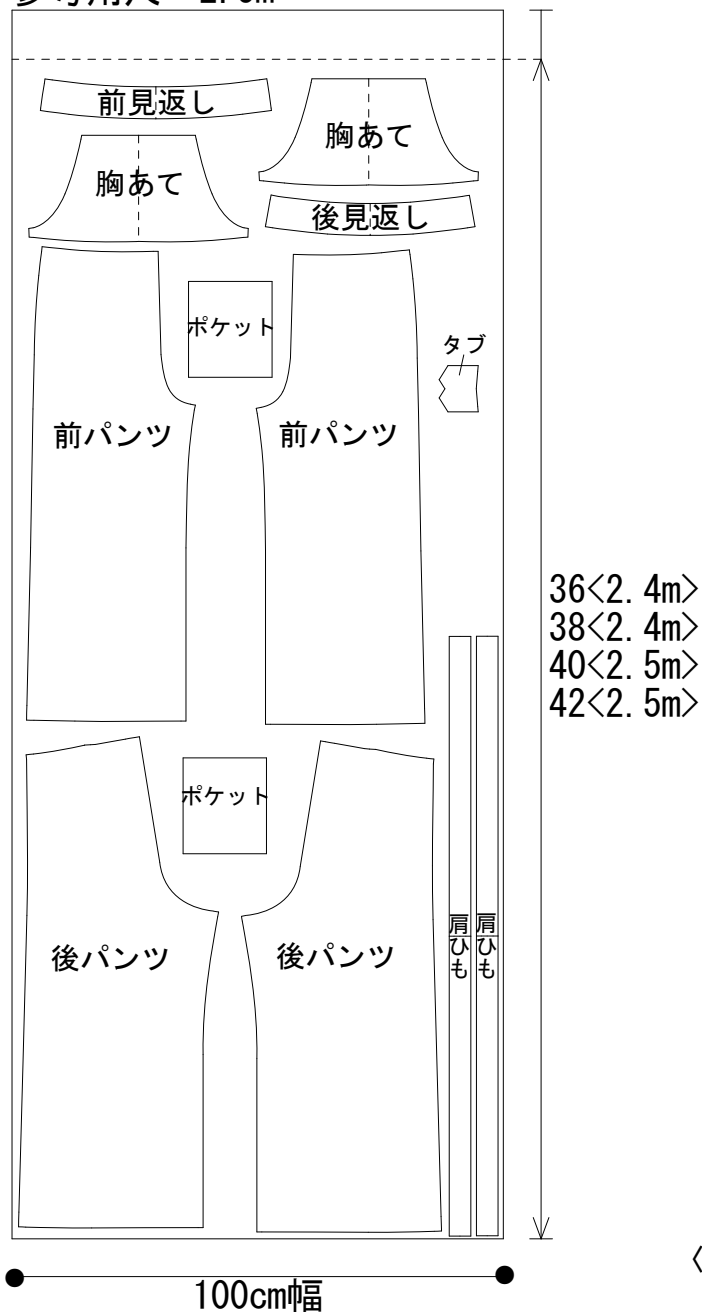 前見返し
胸あて
胸あて
後見返し
ポケット
タブ
前パンツ
前パンツ
36<2.4m>
38<2.4m>
40<2.5m>
42<2.5m>
ポケット
肩ひも
肩ひも
後パンツ
後パンツ
100cm幅